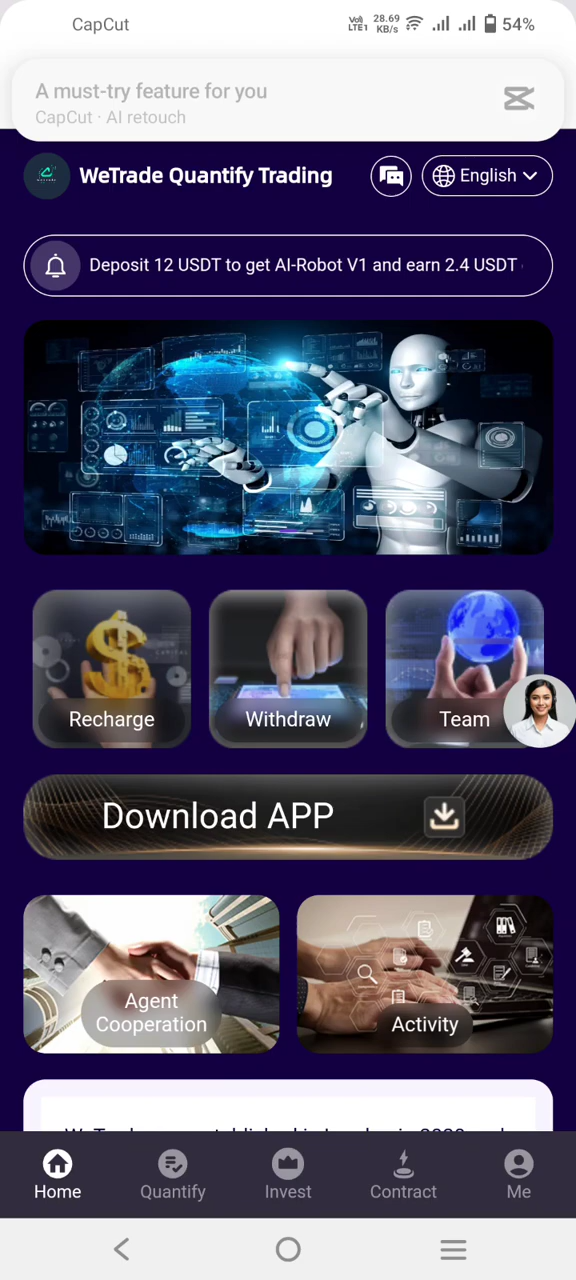 CapCut
VoD LTE1 28.69 KB/s 54%
A must-try feature for you
CapCut · AI retouch
WeTrade Quantify Trading
English
Deposit 12 USDT to get AI-Robot V1 and earn 2.4 USDT
Recharge
Withdraw
Team
Download APP
Agent
Cooperation
Activity
Home
Quantify
Invest
Contract
Me